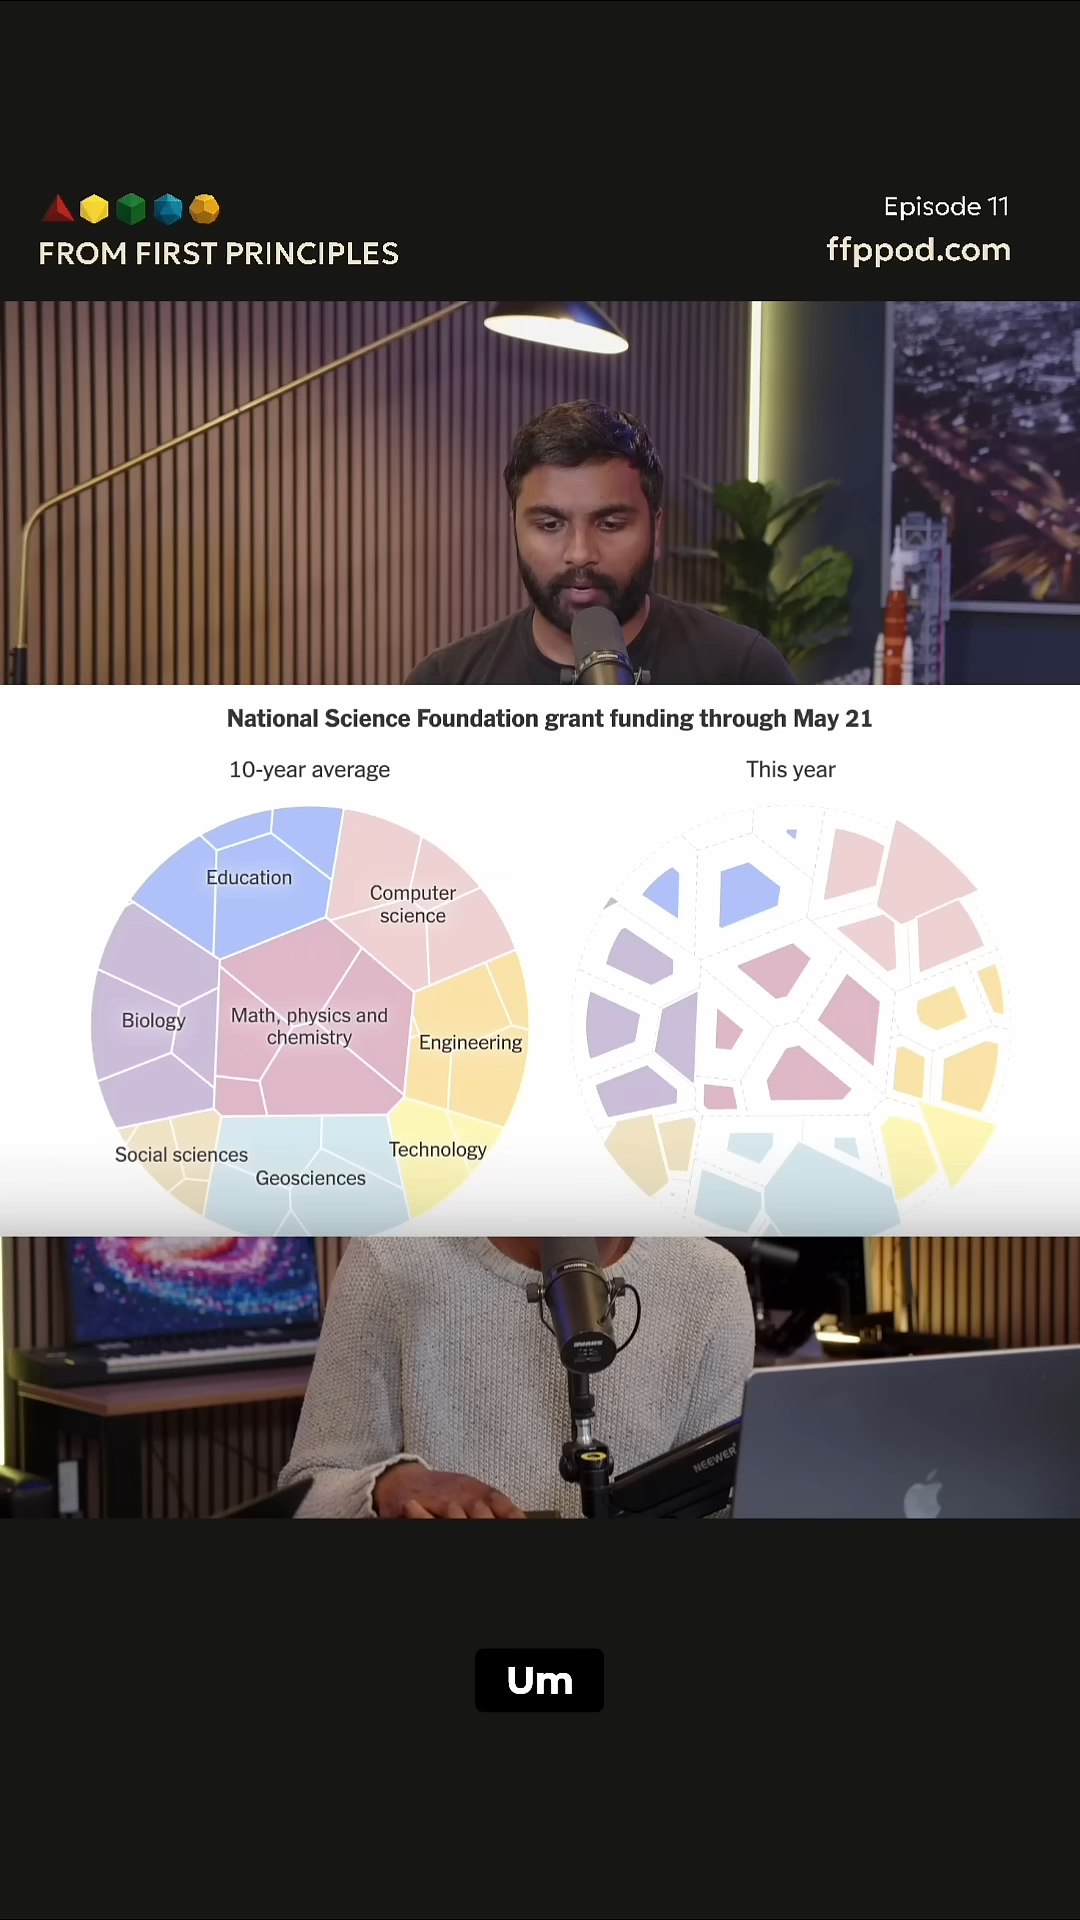 FROM FIRST PRINCIPLES
Episode 11
ffppod.com
National Science Foundation grant funding through May 21
10-year average
This year
Education
Computer
science
Biology
Math, physics and
chemistry
Engineering
Social sciences
Geosciences
Technology
NEEWER
Um